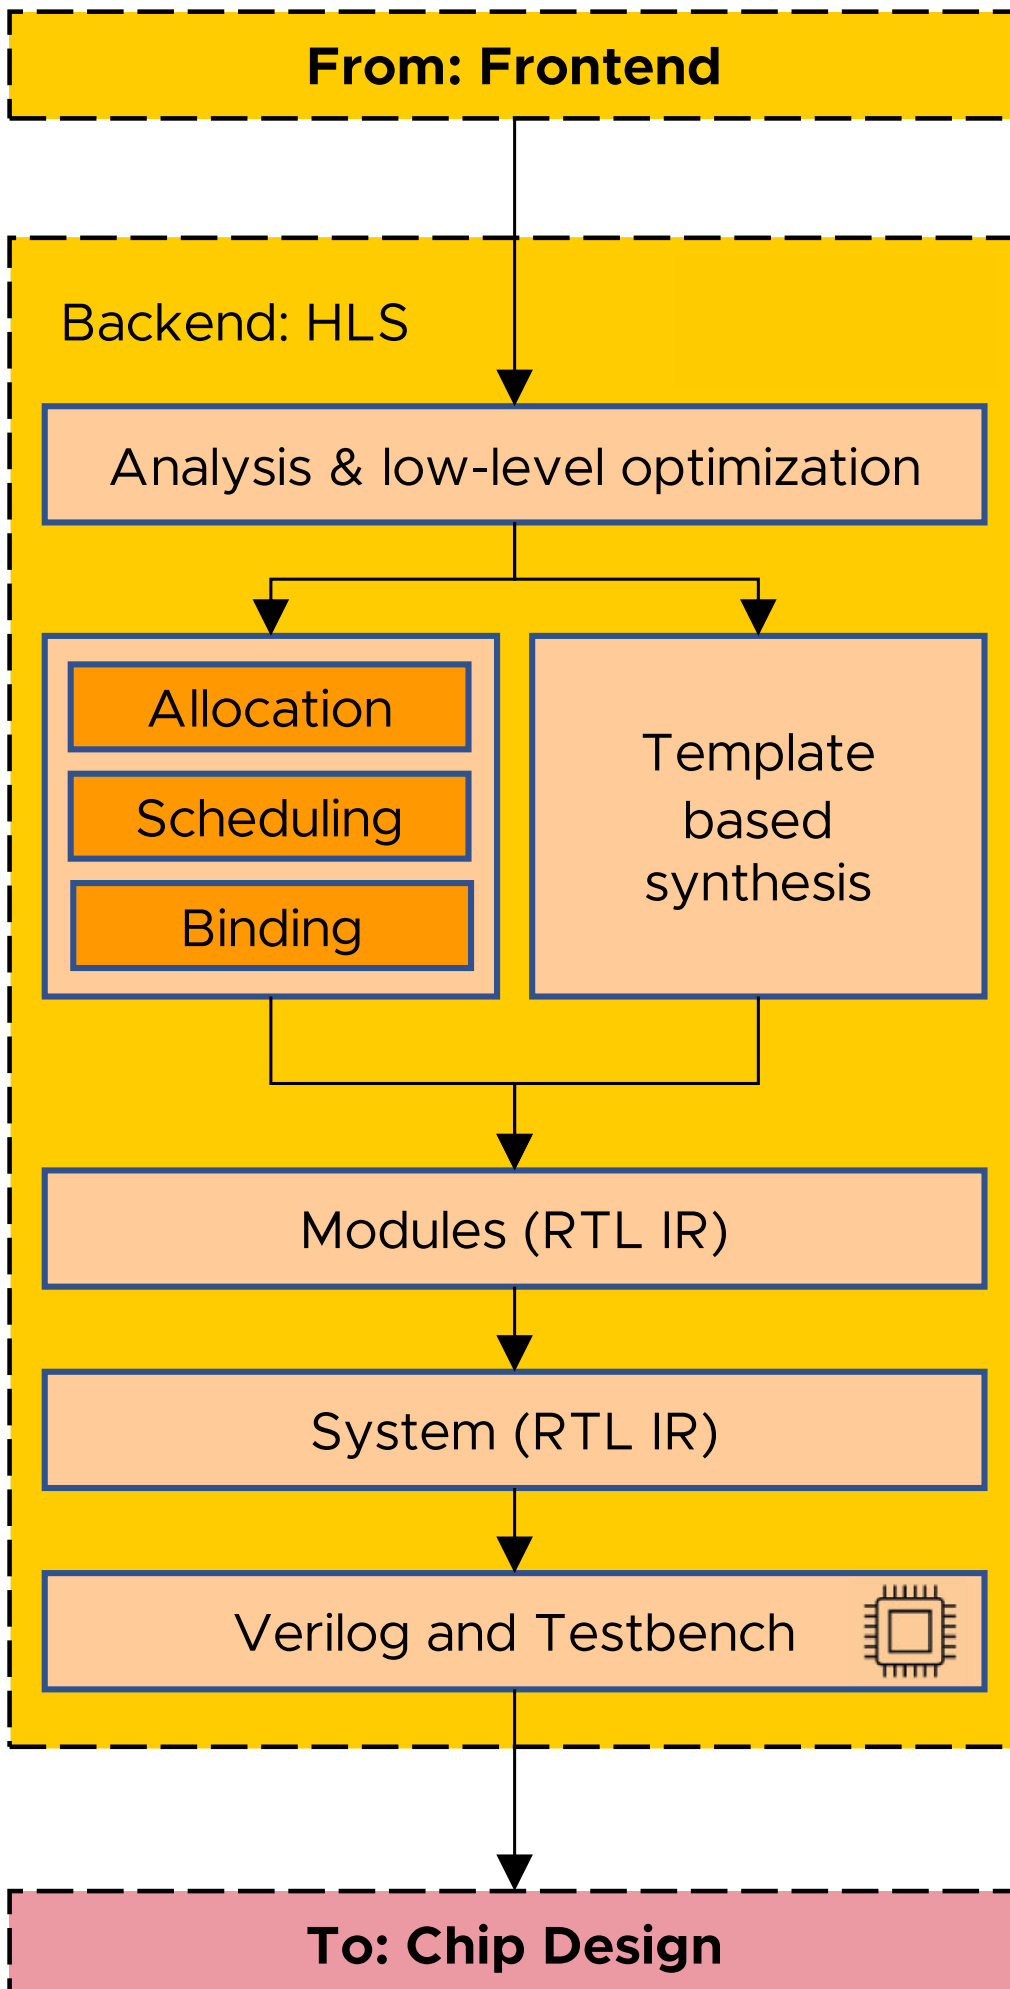 From: Frontend
Backend: HLS
Analysis & low-level optimization
Allocation
Scheduling
Binding
Template
based
synthesis
Modules (RTL IR)
System (RTL IR)
Verilog and Testbench
To: Chip Design